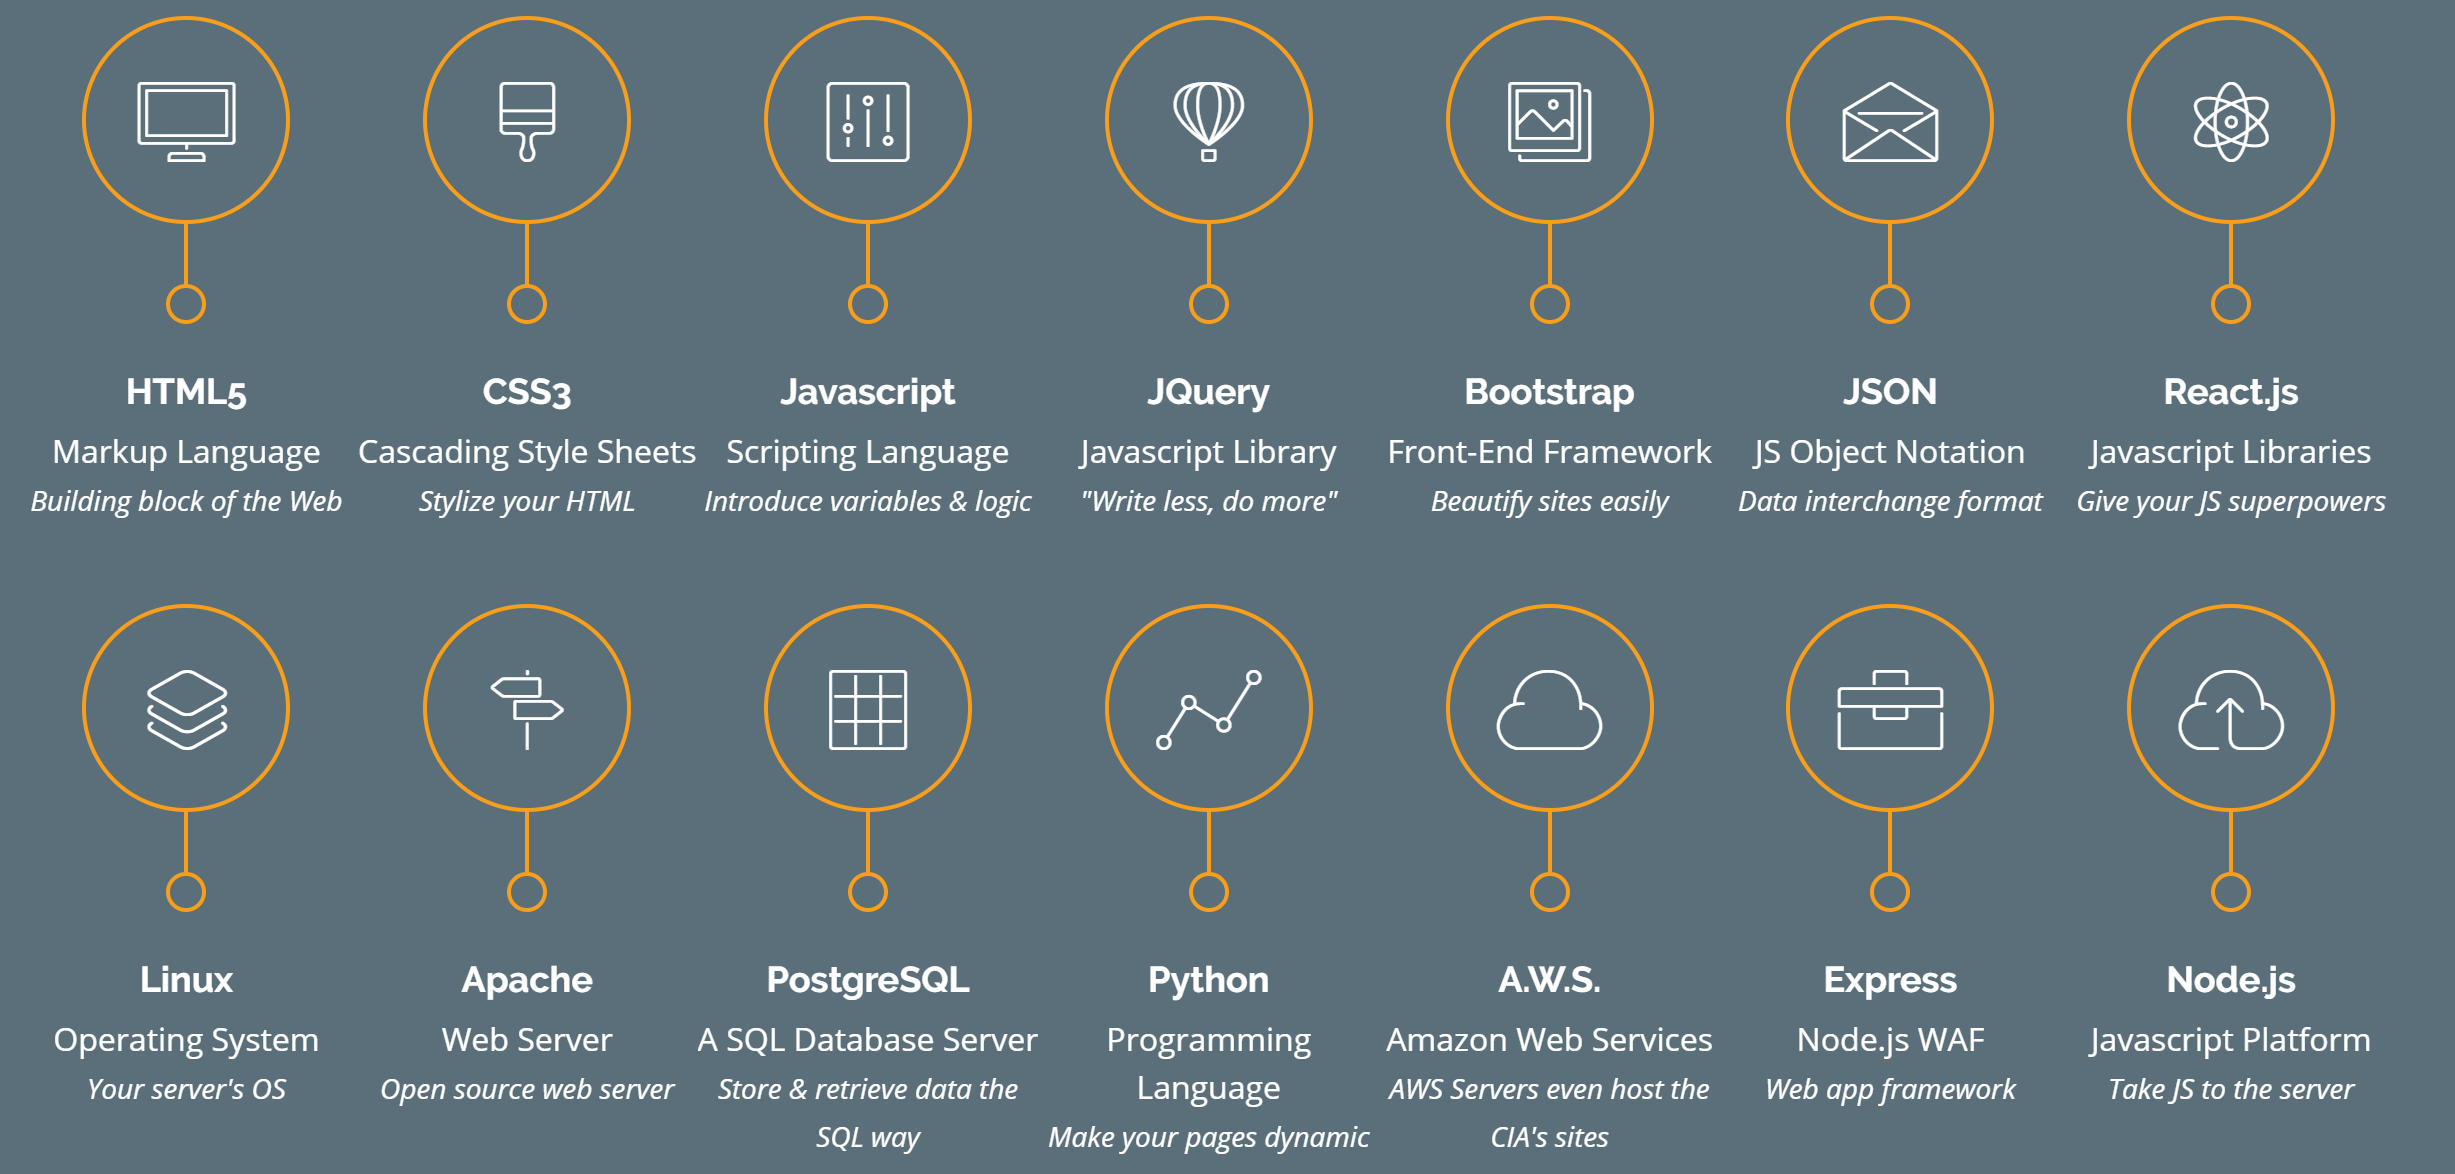 HTML5
Markup Language
Building block of the Web
CSS3
Cascading Style Sheets
Stylize your HTML
Javascript
Scripting Language
Introduce variables & logic
JQuery
Javascript Library
"Write less, do more"
Bootstrap
Front-End Framework
Beautify sites easily
JSON
JS Object Notation
Data interchange format
React.js
Javascript Libraries
Give your JS superpowers
Linux
Operating System
Your server's OS
Apache
Web Server
Open source web server
PostgreSQL
A SQL Database Server
Store & retrieve data the
SQL way
Python
Programming
Language
Make your pages dynamic
A.W.S.
Amazon Web Services
AWS Servers even host the
CIA's sites
Express
Node.js WAF
Web app framework
Node.js
Javascript Platform
Take JS to the server